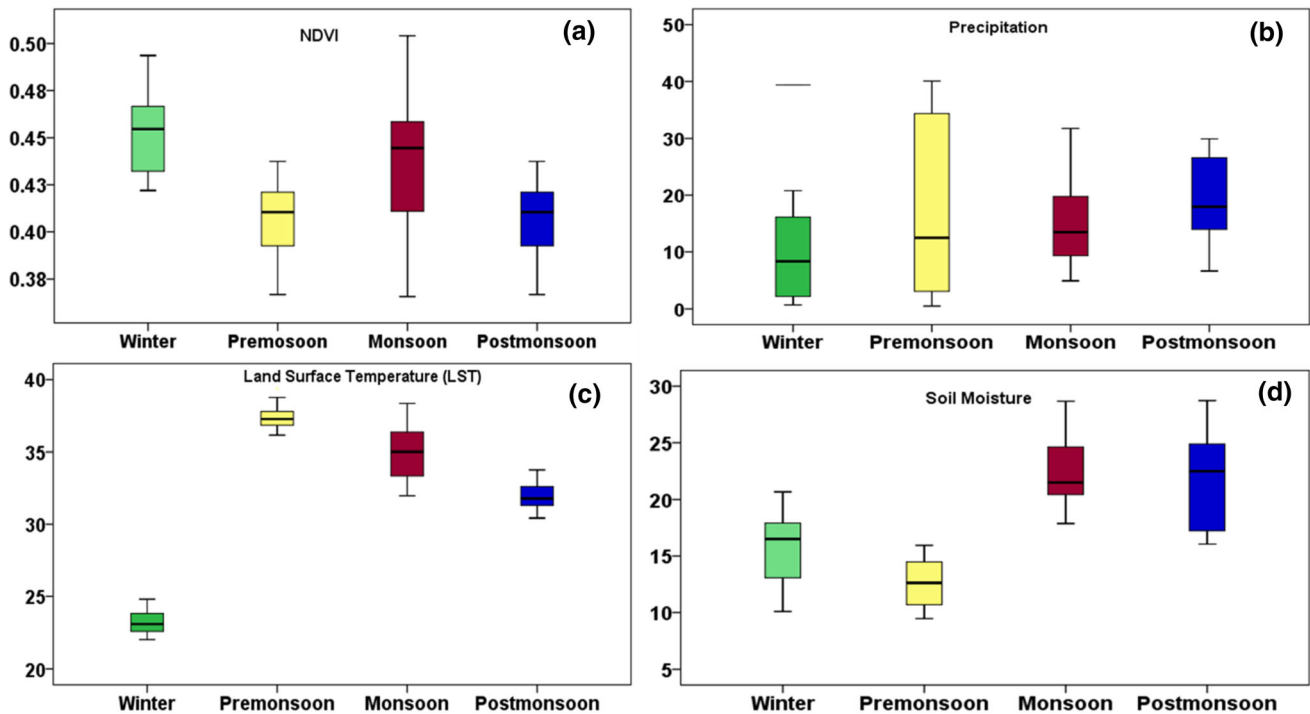 NDVI (a)
0.50
0.48
0.45
0.43
0.40
0.38
Winter Premosoon Monsoon Postmonsoon
Precipitation (b)
50
40
30
20
10
0
Winter Premonsoon Monsoon Postmonsoon
Land Surface Temperature (LST) (c)
40
35
30
25
20
Winter Premonsoon Monsoon Postmonsoon
Soil Moisture (d)
30
25
20
15
10
5
Winter Premonsoon Monsoon Postmonsoon